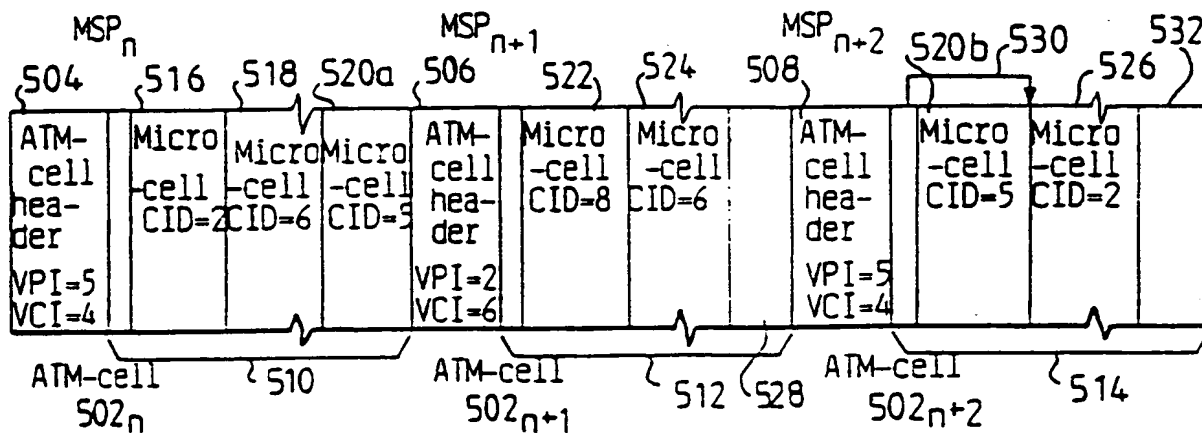 MSPn
MSPn+1
MSPn+2
504
516
518
520a
506
522
524
508
520b
530
526
532
ATM-
cell
hea-
der
VPI=5
VCI=4
Micro
-cell
CID=2
Micro
-cell
CID=6
Micro
-cell
CID=5
ATM-
cell
hea-
der
VPI=2
VCI=6
Micro
-cell
CID=8
Micro
-cell
CID=6
ATM-
cell
hea-
der
VPI=5
VCI=4
Micro
-cell
CID=5
Micro
-cell
CID=2
ATM-cell
502n
510
ATM-cell
502n+1
512
528
ATM-cell
502n+2
514